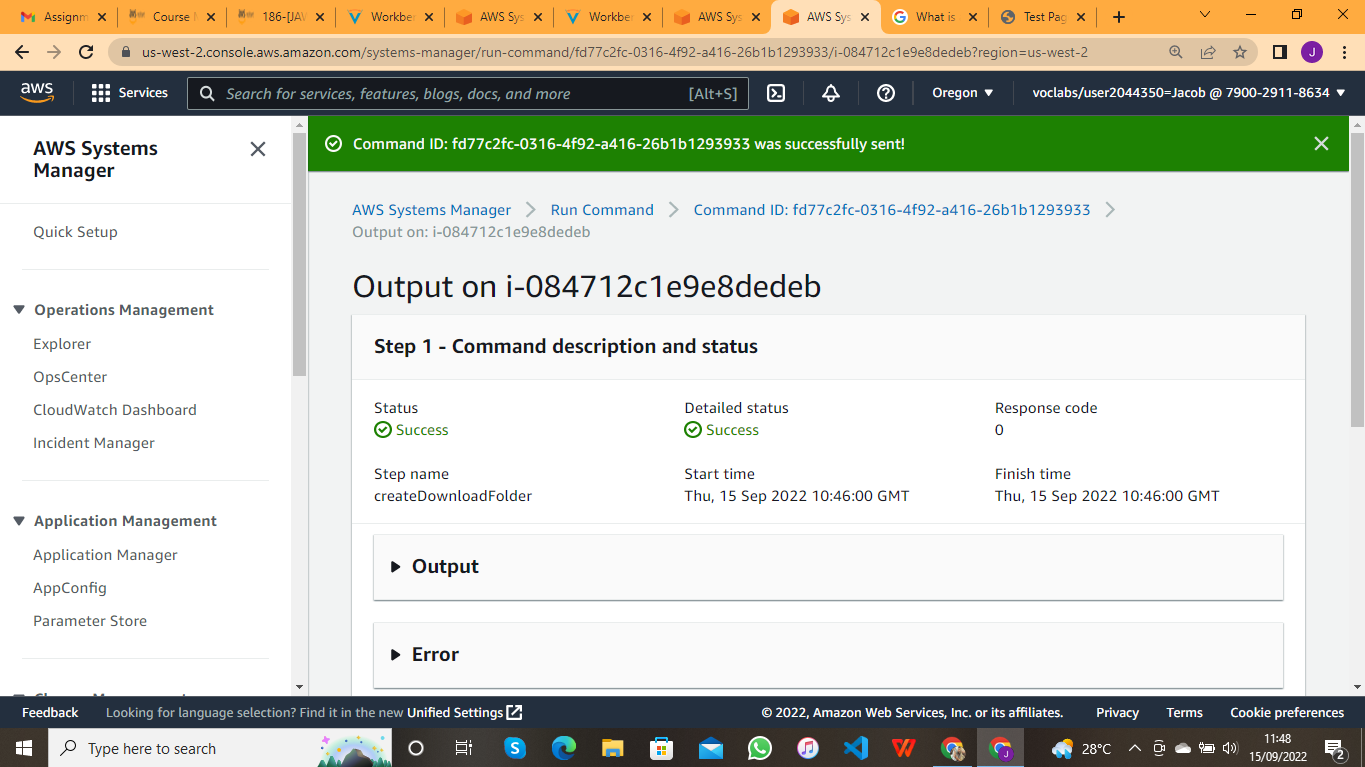 Assignm
Course
186-[JAV
Workber
AWS Sys
Workber
AWS Sys
AWS Sys
What is
Test Pag
us-west-2.console.aws.amazon.com/systems-manager/run-command/fd77c2fc-0316-4f92-a416-26b1b1293933/i-084712c1e9e8dedeb?region=us-west-2
J
aws
Services
Search for services, features, blogs, docs, and more [Alt+S]
Oregon
voclabs/user2044350=Jacob @ 7900-2911-8634
AWS Systems
Manager
Quick Setup
Operations Management
Explorer
OpsCenter
CloudWatch Dashboard
Incident Manager
Application Management
Application Manager
AppConfig
Parameter Store
Command ID: fd77c2fc-0316-4f92-a416-26b1b1293933 was successfully sent!
AWS Systems Manager
Run Command
Command ID: fd77c2fc-0316-4f92-a416-26b1b1293933
Output on: i-084712c1e9e8dedeb
Output on i-084712c1e9e8dedeb
Step 1 - Command description and status
Status
Success
Detailed status
Success
Response code
0
Step name
createDownloadFolder
Start time
Thu, 15 Sep 2022 10:46:00 GMT
Finish time
Thu, 15 Sep 2022 10:46:00 GMT
Output
Error
Feedback
Looking for language selection? Find it in the new Unified Settings
© 2022, Amazon Web Services, Inc. or its affiliates.
Privacy
Terms
Cookie preferences
Type here to search
28°C
11:48
15/09/2022
2